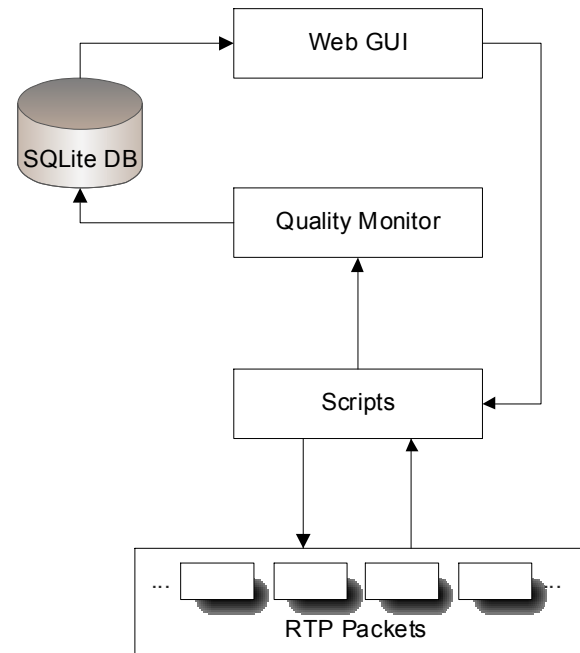 Web GUI
SQLite DB
Quality Monitor
Scripts
... ...
RTP Packets